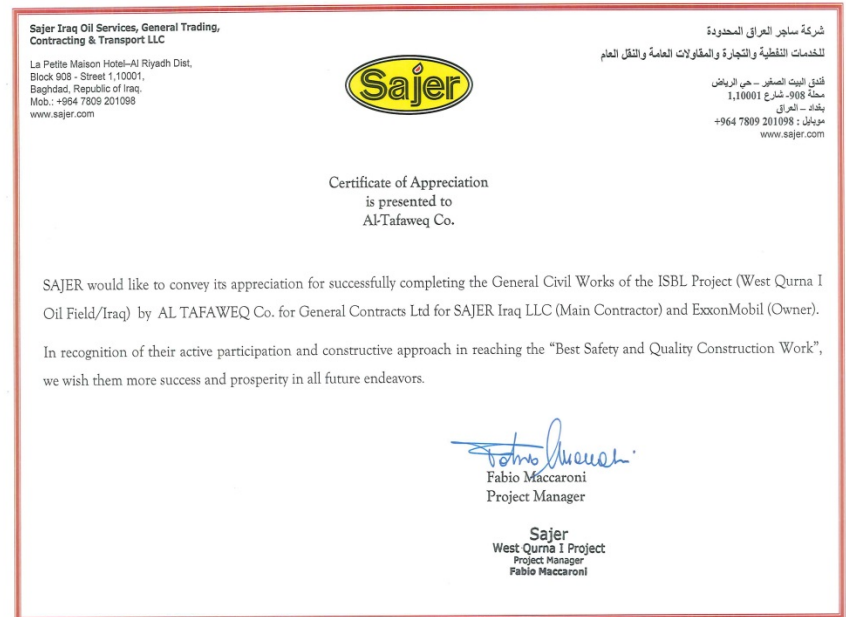 Sajer Iraq Oil Services, General Trading,
Contracting & Transport LLC
La Petite Maison Hotel–Al Riyadh Dist,
Block 908 - Street 1,10001,
Baghdad, Republic of Iraq.
Mob.: +964 7809 201098
www.sajer.com
Sajer
شركة ساجر العراق المحدودة
للخدمات النفطية والتجارة والمقاولات العامة والنقل العام
فندق البيت الصغير – حي الرياض
محلة 908- شارع 1,10001
بغداد – العراق
موبايل : 201098 7809 964+
www.sajer.com
Certificate of Appreciation
is presented to
Al-Tafaweq Co.
SAJER would like to convey its appreciation for successfully completing the General Civil Works of the ISBL Project (West Qurna I
Oil Field/Iraq) by AL TAFAWEQ Co. for General Contracts Ltd for SAJER Iraq LLC (Main Contractor) and ExxonMobil (Owner).
In recognition of their active participation and constructive approach in reaching the “Best Safety and Quality Construction Work”,
we wish them more success and prosperity in all future endeavors.
Fabio Maccaroni
Project Manager
Sajer
West Qurna I Project
Project Manager
Fabio Maccaroni